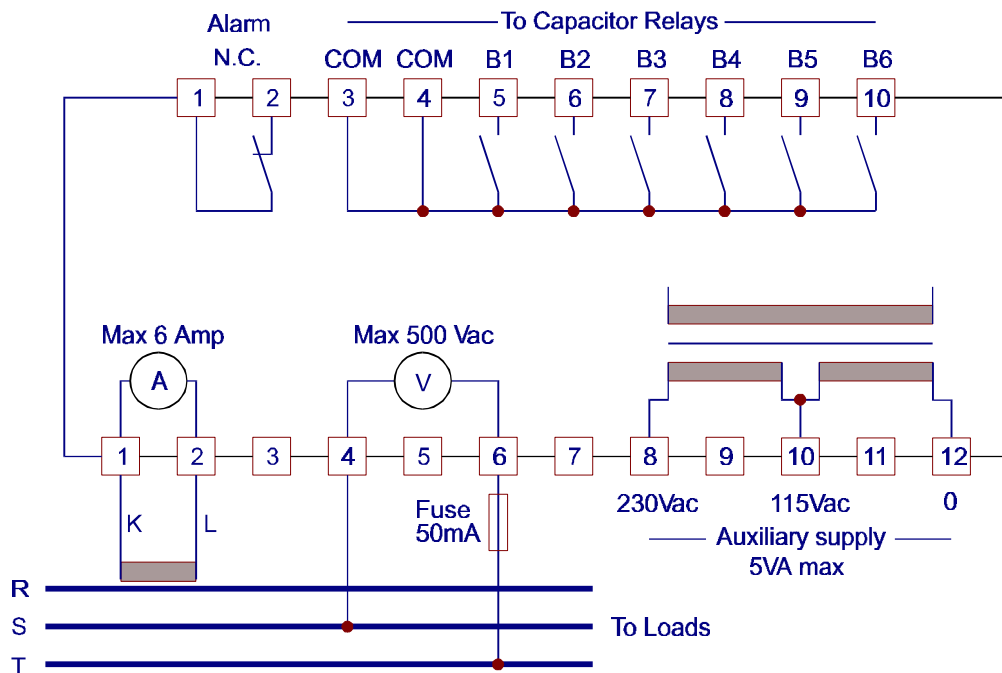 Alarm
N.C.
To Capacitor Relays
COM COM B1 B2 B3 B4 B5 B6
1 2 3 4 5 6 7 8 9 10
Max 6 Amp
Max 500 Vac
A
V
1 2 3 4 5 6 7 8 9 10 11 12
K
L
Fuse
50mA
230Vac
115Vac
0
Auxiliary supply
5VA max
R
S
To Loads
T